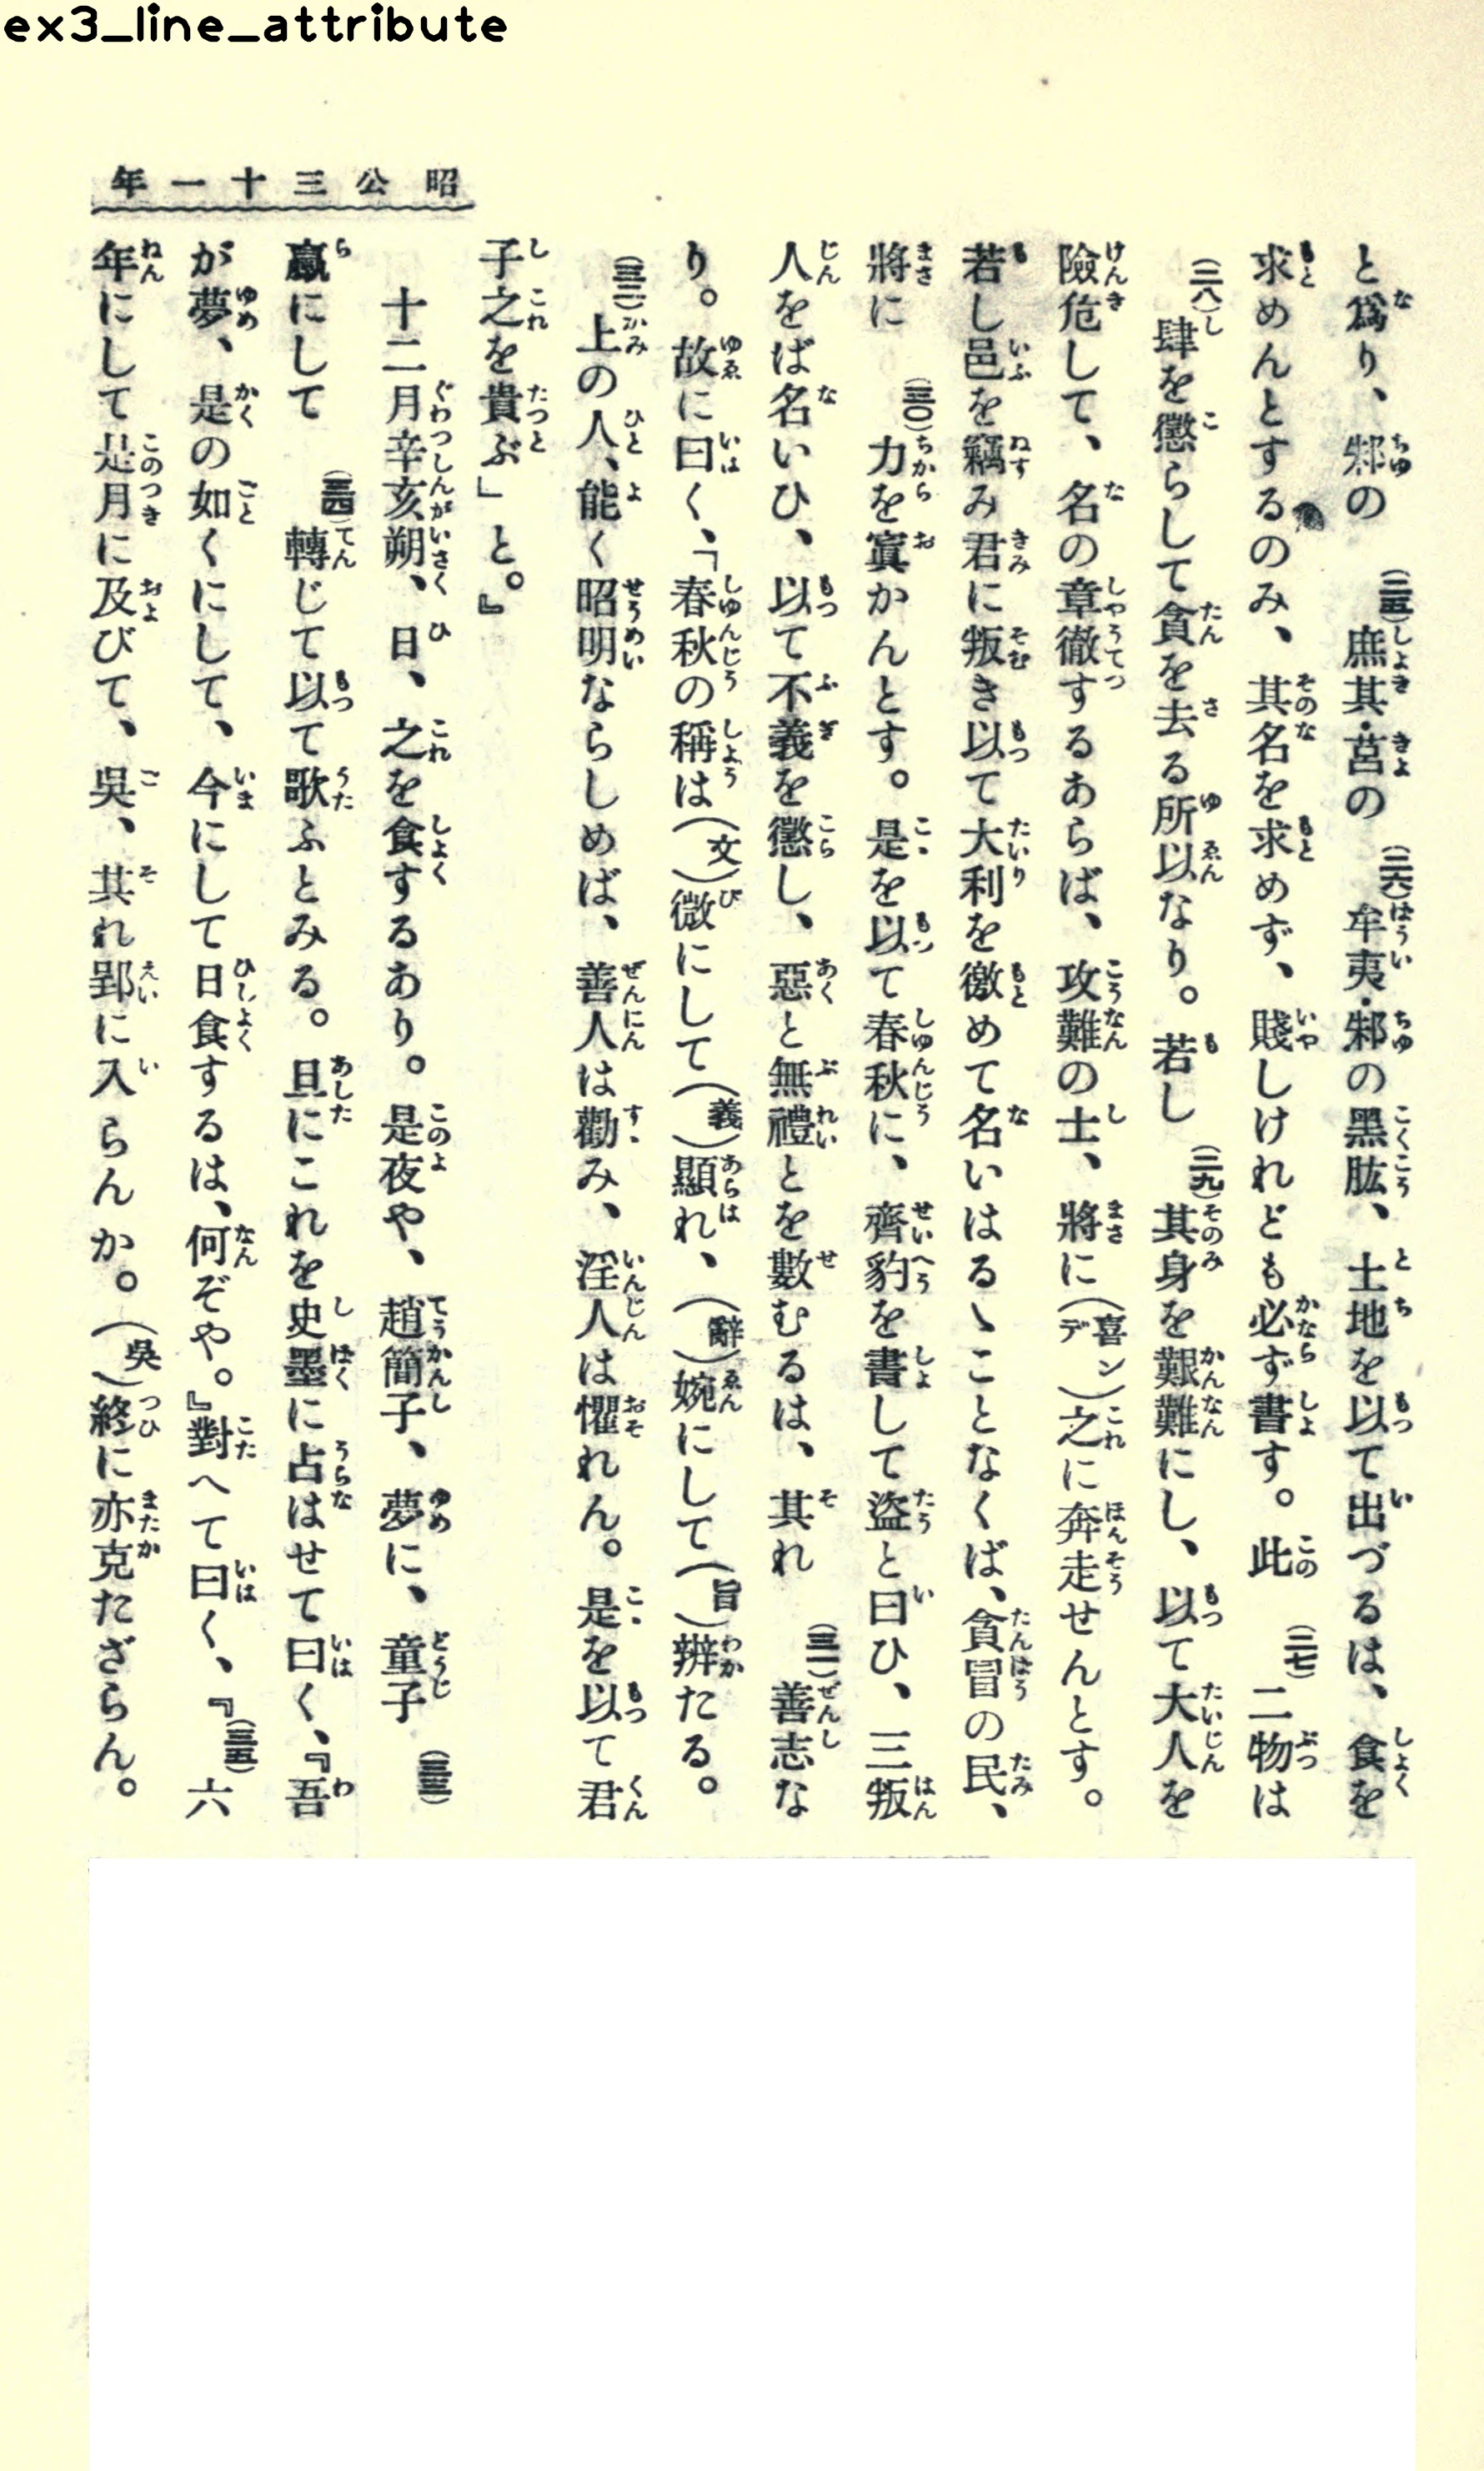 ex3_line_attribute
昭公三十一年
と爲り、邾の(二五)庶其・莒の(二六)牟夷・邾の黑肱、土地を以て出づるは、食を
求めんとするのみ、其名を求めず、賤しけれども必ず書す。此(二七)二物は
(二八)肆を懲らして貪を去る所以なり。若し(二九)其身を艱難にし、以て大人を
險危して、名の章徹するあらば、攻難の士、將に(喜ンデ)之に奔走せんとす。
若し邑を竊み君に叛き以て大利を徼めて名いはるゝことなくば、貪冒の民、
將に(三〇)力を寘かんとす。是を以て春秋に、齊豹を書して盜と曰ひ、三叛
人をば名いひ、以て不義を懲し、惡と無禮とを數むるは、其れ(三一)善志な
り。故に曰く、「春秋の稱は(文)微にして(義)顯れ、(辭)婉にして(旨)辨たる。
(三二)上の人、能く昭明ならしめば、善人は勸み、淫人は懼れん。是を以て君
子之を貴ぶ」と。』
十二月辛亥朔、日、之を食するあり。是夜や、趙簡子、夢に、童子(三三)
臝にして(三四)轉じて以て歌ふとみる。旦にこれを史墨に占はせて曰く、『吾
が夢、是の如くにして、今にして日食するは、何ぞや。』對へて曰く、『(三五)六
年にして是月に及びて、吳、其れ郢に入らんか。(吳)終に亦克たざらん。